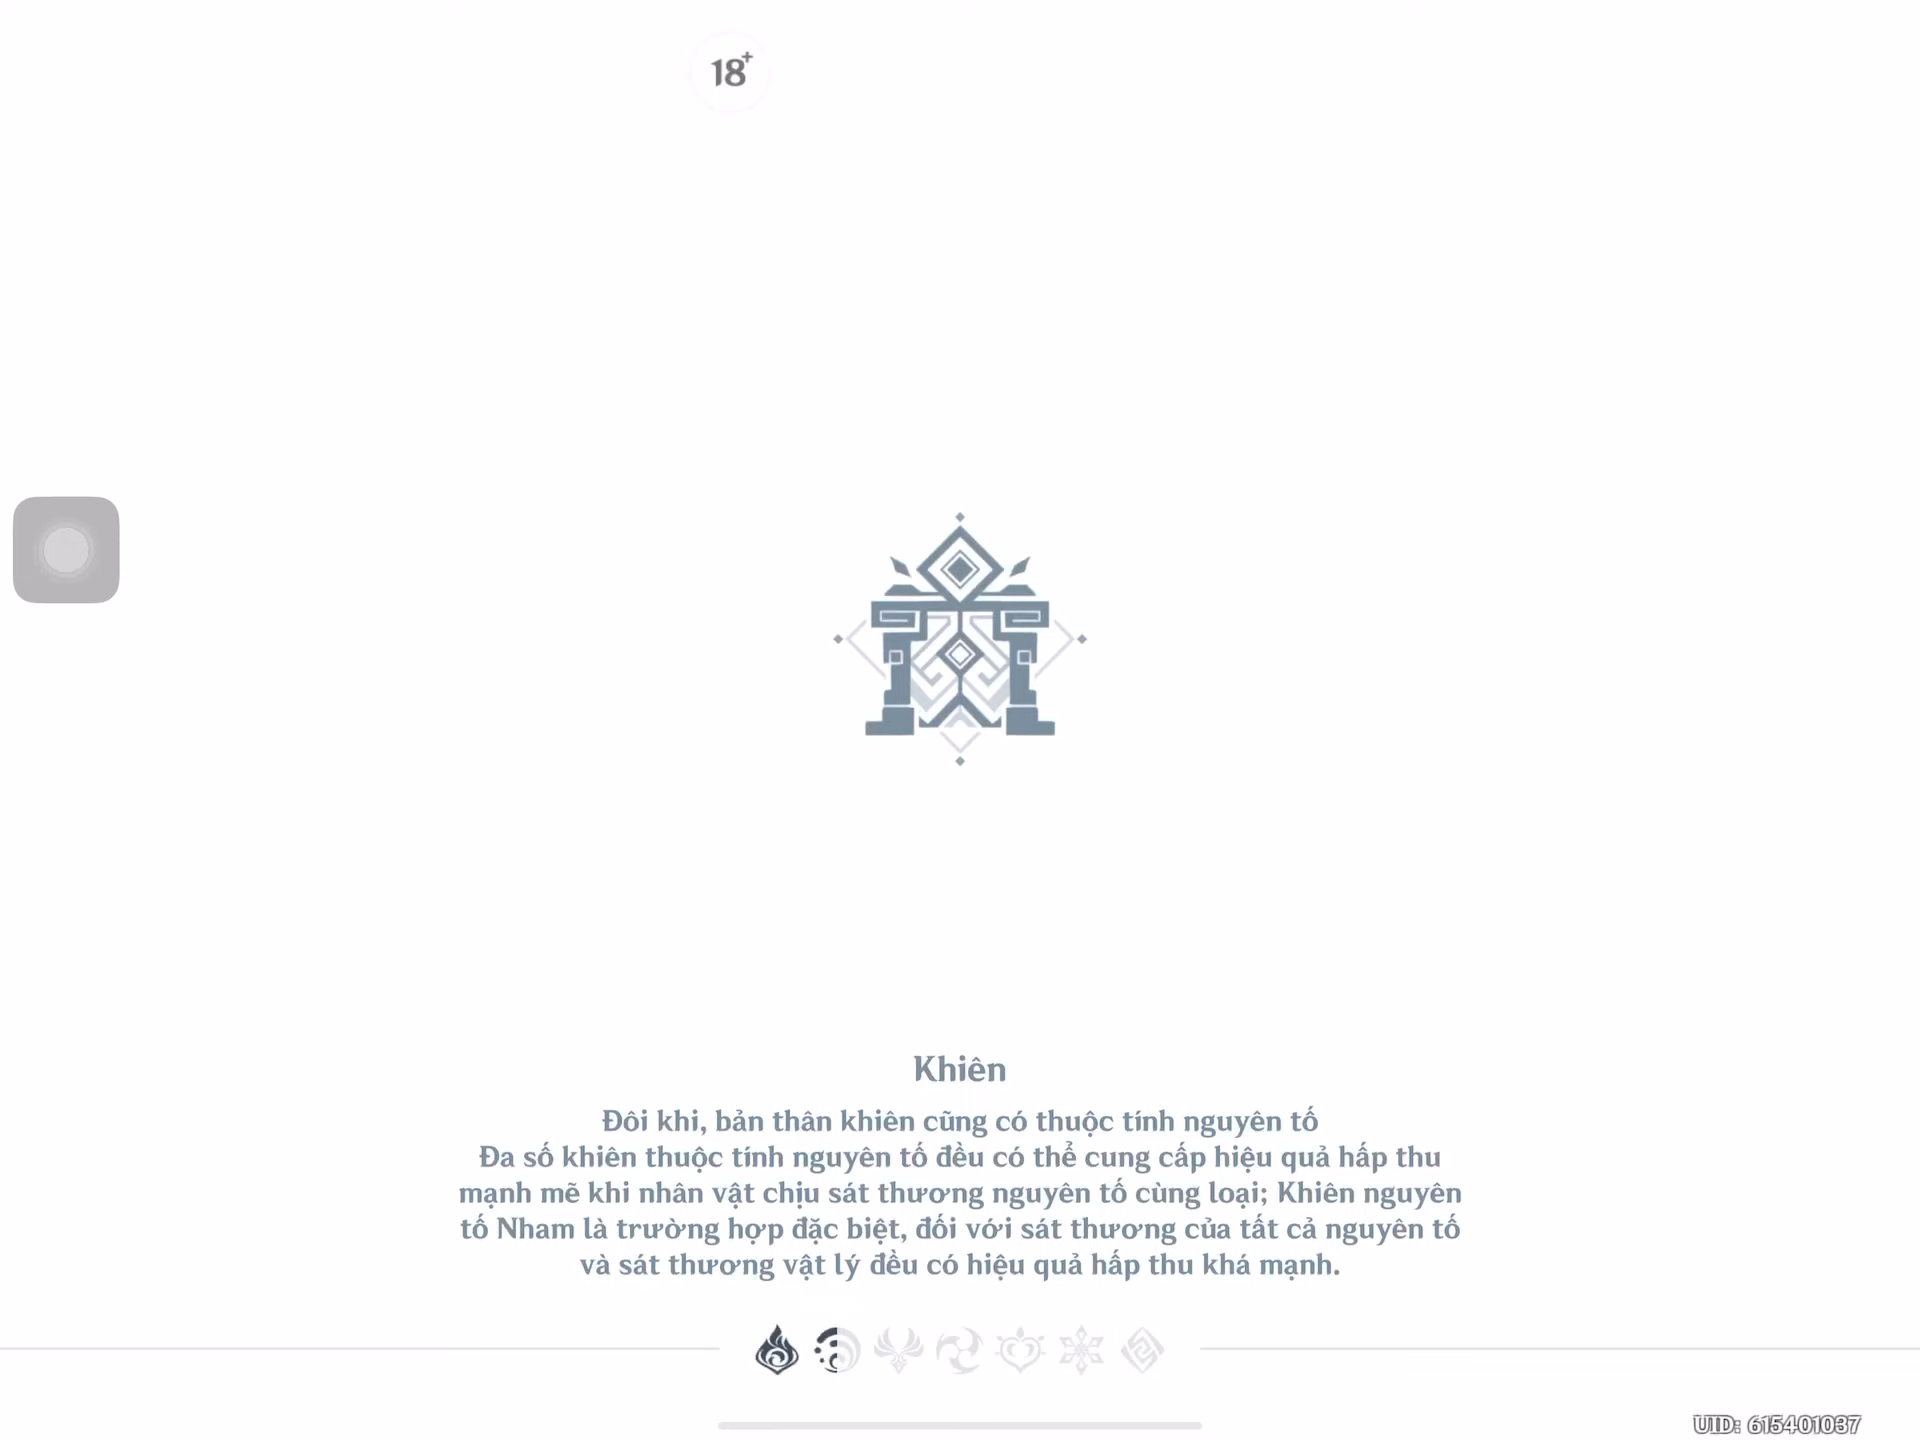 18+
Khiên
Đôi khi, bản thân khiên cũng có thuộc tính nguyên tố
Đa số khiên thuộc tính nguyên tố đều có thể cung cấp hiệu quả hấp thu
mạnh mẽ khi nhân vật chịu sát thương nguyên tố cùng loại; Khiên nguyên
tố Nham là trường hợp đặc biệt, đối với sát thương của tất cả nguyên tố
và sát thương vật lý đều có hiệu quả hấp thu khá mạnh.
UID: 615401037